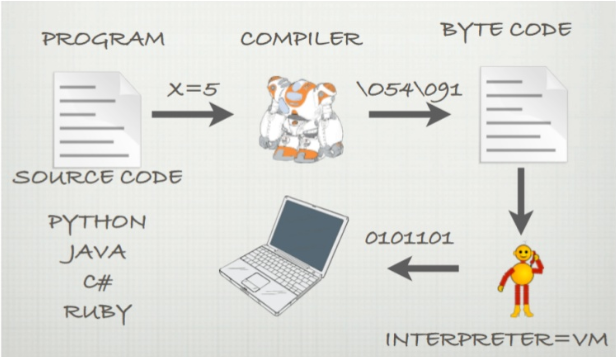 PROGRAM
COMPILER
BYTE CODE
X=5
\054\091
SOURCE CODE
PYTHON
JAVA
C#
RUBY
0101101
INTERPRETER=VM